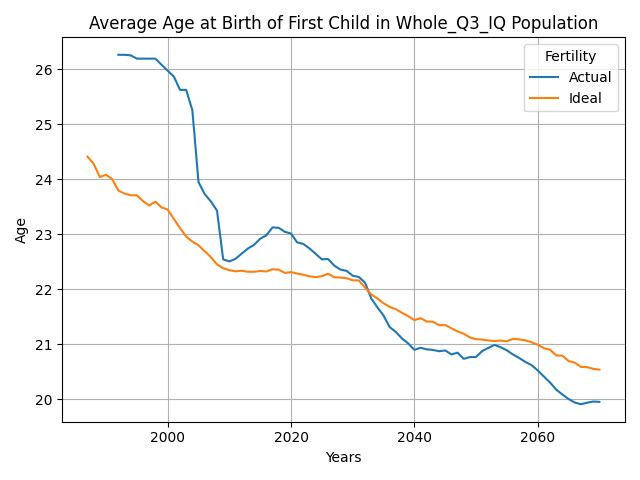 Average Age at Birth of First Child in Whole_Q3_IQ Population
Fertility
Actual
Ideal
26
25
24
23
22
21
20
Age
2000
2020
2040
2060
Years